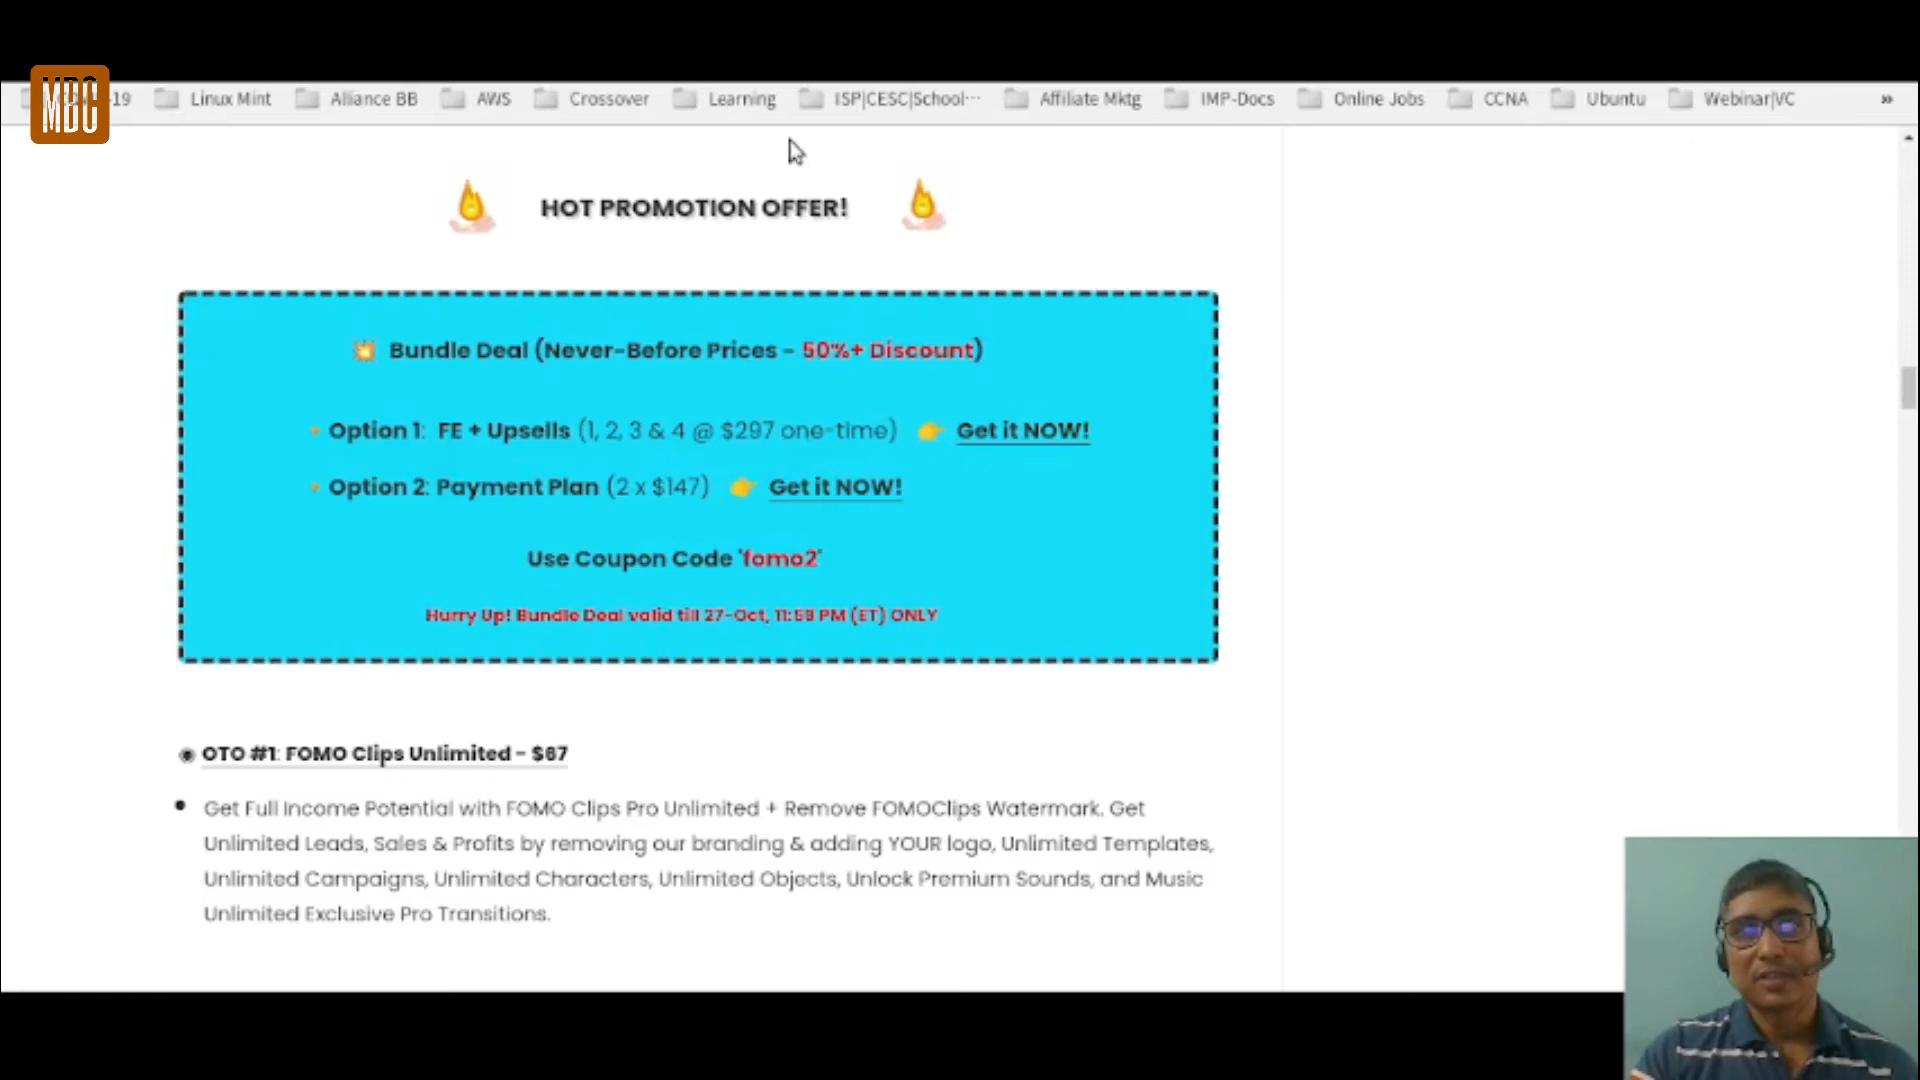 MBC
19
Linux Mint
Alliance BB
AWS
Crossover
Learning
ISP|CESC|School···
Affiliate Mktg
IMP-Docs
Online Jobs
CCNA
Ubuntu
Webinar|VC
»
HOT PROMOTION OFFER!
Bundle Deal (Never-Before Prices - 50%+ Discount)
Option 1: FE + Upsells (1, 2, 3 & 4 @ $297 one-time) Get it NOW!
Option 2: Payment Plan (2 x $147) Get it NOW!
Use Coupon Code 'fomo2'
Hurry Up! Bundle Deal valid till 27-Oct, 11:59 PM (ET) ONLY
OTO #1: FOMO Clips Unlimited - $67
Get Full Income Potential with FOMO Clips Pro Unlimited + Remove FOMOClips Watermark. Get
Unlimited Leads, Sales & Profits by removing our branding & adding YOUR logo, Unlimited Templates,
Unlimited Campaigns, Unlimited Characters, Unlimited Objects, Unlock Premium Sounds, and Music
Unlimited Exclusive Pro Transitions.